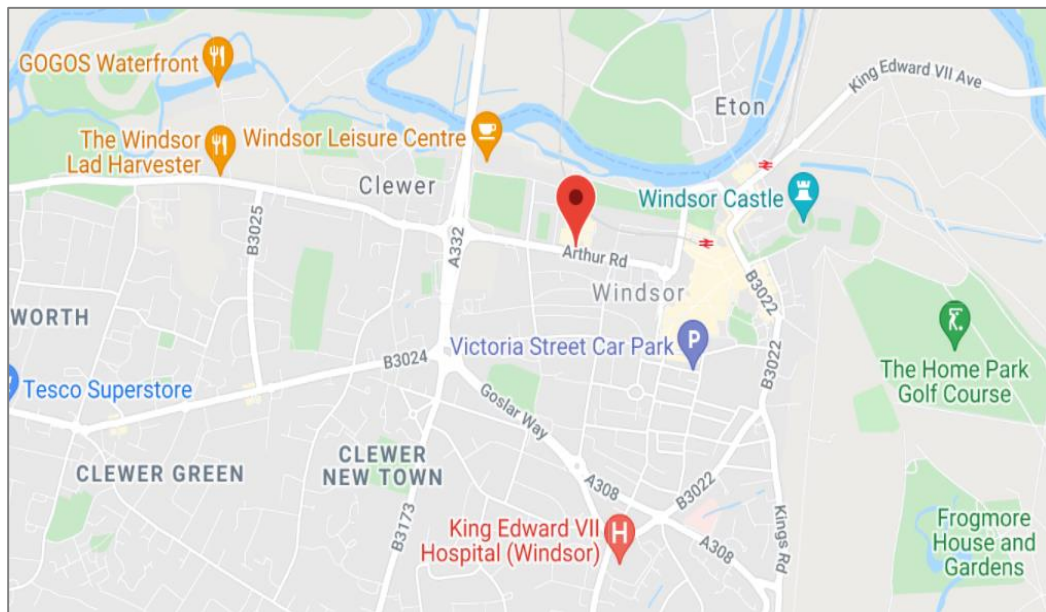 GOGOS Waterfront
King Edward VII Ave
Eton
The Windsor
Lad Harvester
Windsor Leisure Centre
Clewer
Windsor Castle
B3025
A332
Arthur Rd
Windsor
B3022
WORTH
Victoria Street Car Park
B3022
B3024
The Home Park
Golf Course
Tesco Superstore
Goslar Way
CLEWER GREEN
CLEWER
NEW TOWN
A308
B3022
B3173
King Edward VII
Hospital (Windsor)
P
H
A308
Kings Rd
Frogmore
House and
Gardens